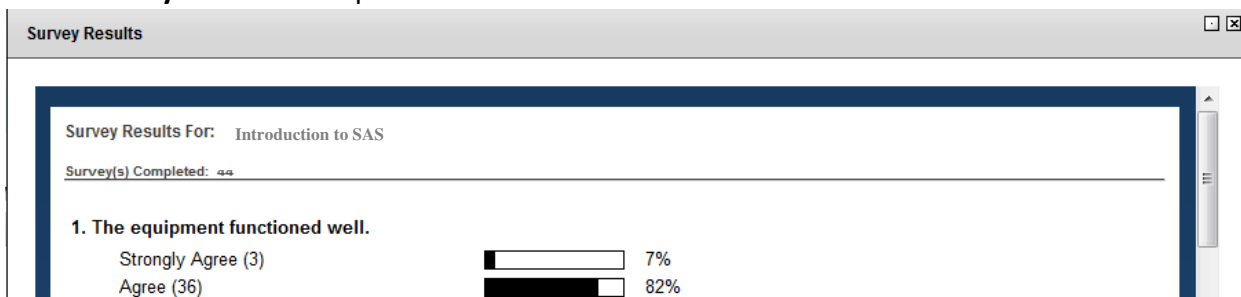 Survey Results
Survey Results For: Introduction to SAS
Survey(s) Completed: 44
1. The equipment functioned well.
Strongly Agree (3) 7%
Agree (36) 82%